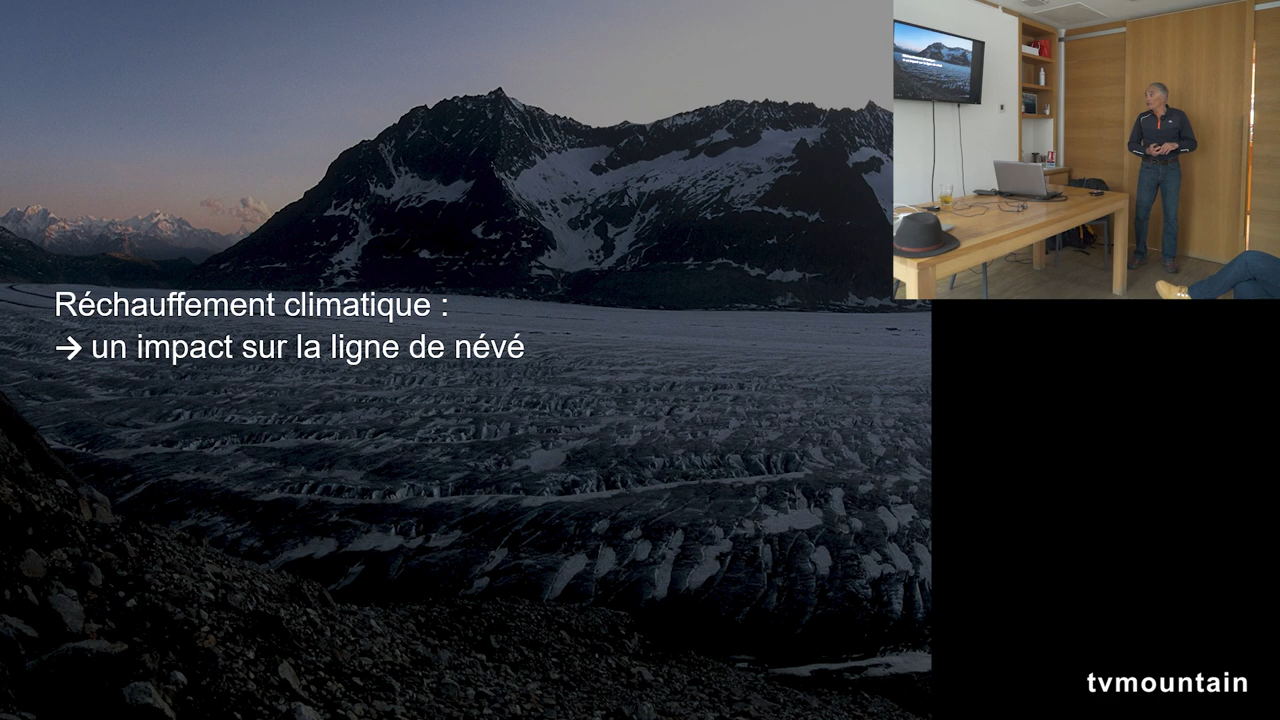 Réchauffement climatique :
→ un impact sur la ligne de névé
tvmountain